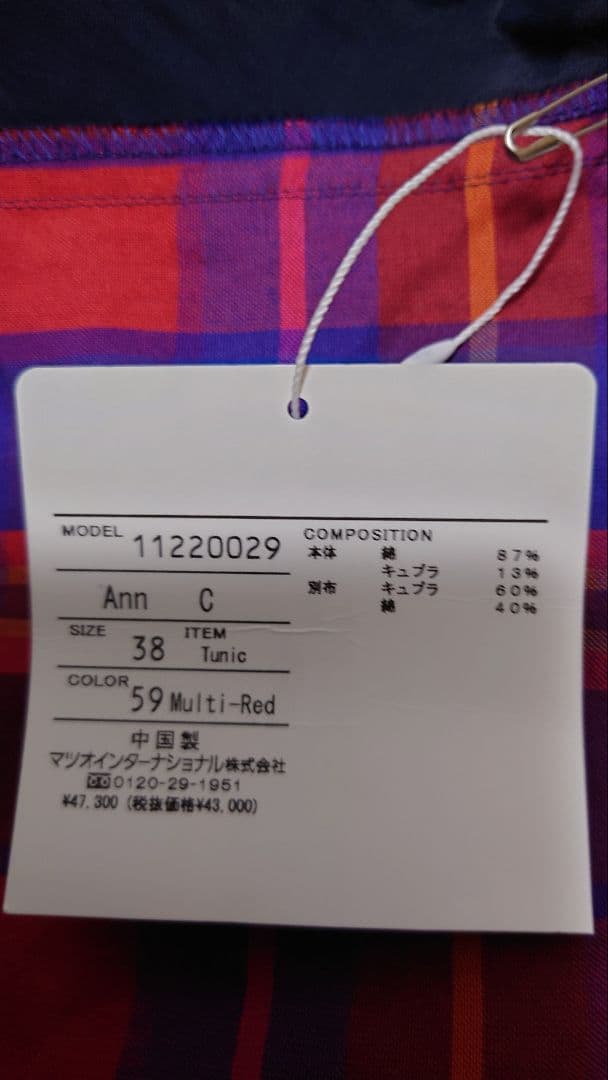 MODEL 11220029
Ann C
SIZE 38 ITEM Tunic
COLOR 59 Multi-Red
中国製
マツオインターナショナル株式会社
0120-29-1951
¥47,300 (税抜価格¥43,000)
COMPOSITION
本体 綿 87%
キュプラ 13%
別布 キュプラ 60%
綿 40%